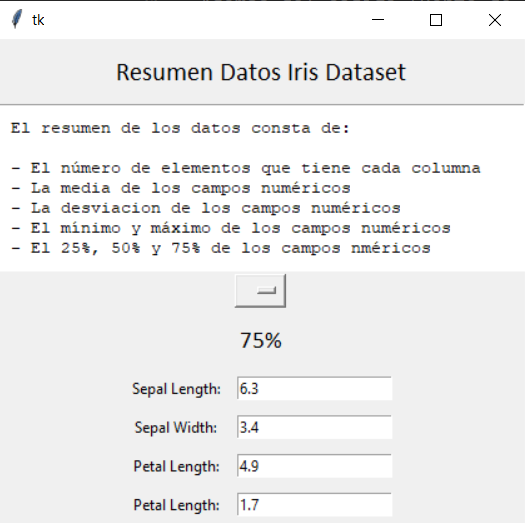 tk
Resumen Datos Iris Dataset
El resumen de los datos consta de:
- El número de elementos que tiene cada columna
- La media de los campos numéricos
- La desviacion de los campos numéricos
- El mínimo y máximo de los campos numéricos
- El 25%, 50% y 75% de los campos nméricos
75%
Sepal Length: 6.3
Sepal Width: 3.4
Petal Length: 4.9
Petal Length: 1.7